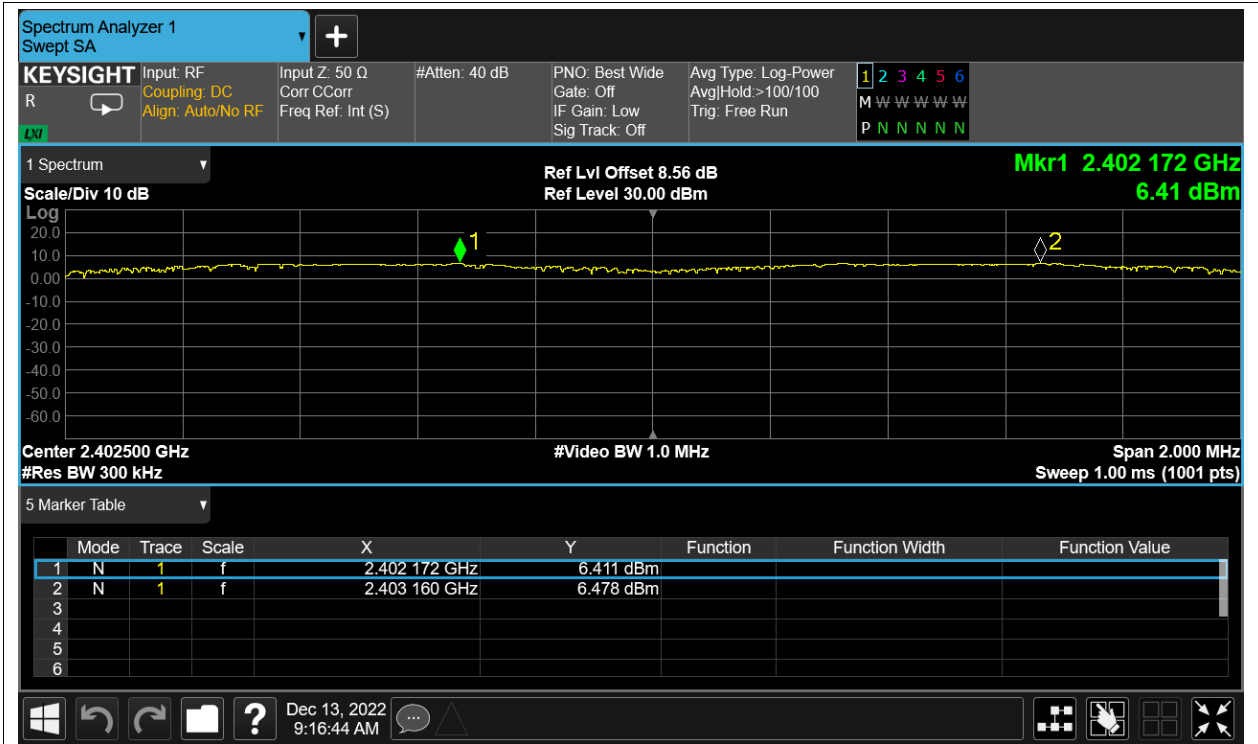 Spectrum Analyzer 1
Swept SA
KEYSIGHT
R
LXI
Input: RF
Coupling: DC
Align: Auto/No RF
Input Z: 50 Ω
Corr CCorr
Freq Ref: Int (S)
#Atten: 40 dB
PNO: Best Wide
Gate: Off
IF Gain: Low
Sig Track: Off
Avg Type: Log-Power
Avg|Hold:>100/100
Trig: Free Run
1 2 3 4 5 6
M W W W W W
P N N N N N
1 Spectrum
Scale/Div 10 dB
Ref Lvl Offset 8.56 dB
Ref Level 30.00 dBm
Mkr1 2.402 172 GHz
6.41 dBm
Log
20.0
10.0
0.00
-10.0
-20.0
-30.0
-40.0
-50.0
-60.0
1
2
Center 2.402500 GHz
#Res BW 300 kHz
#Video BW 1.0 MHz
Span 2.000 MHz
Sweep 1.00 ms (1001 pts)
5 Marker Table
Mode Trace Scale X Y Function Function Width Function Value
1 N 1 f 2.402 172 GHz 6.411 dBm
2 N 1 f 2.403 160 GHz 6.478 dBm
3
4
5
6
?
Dec 13, 2022
9:16:44 AM